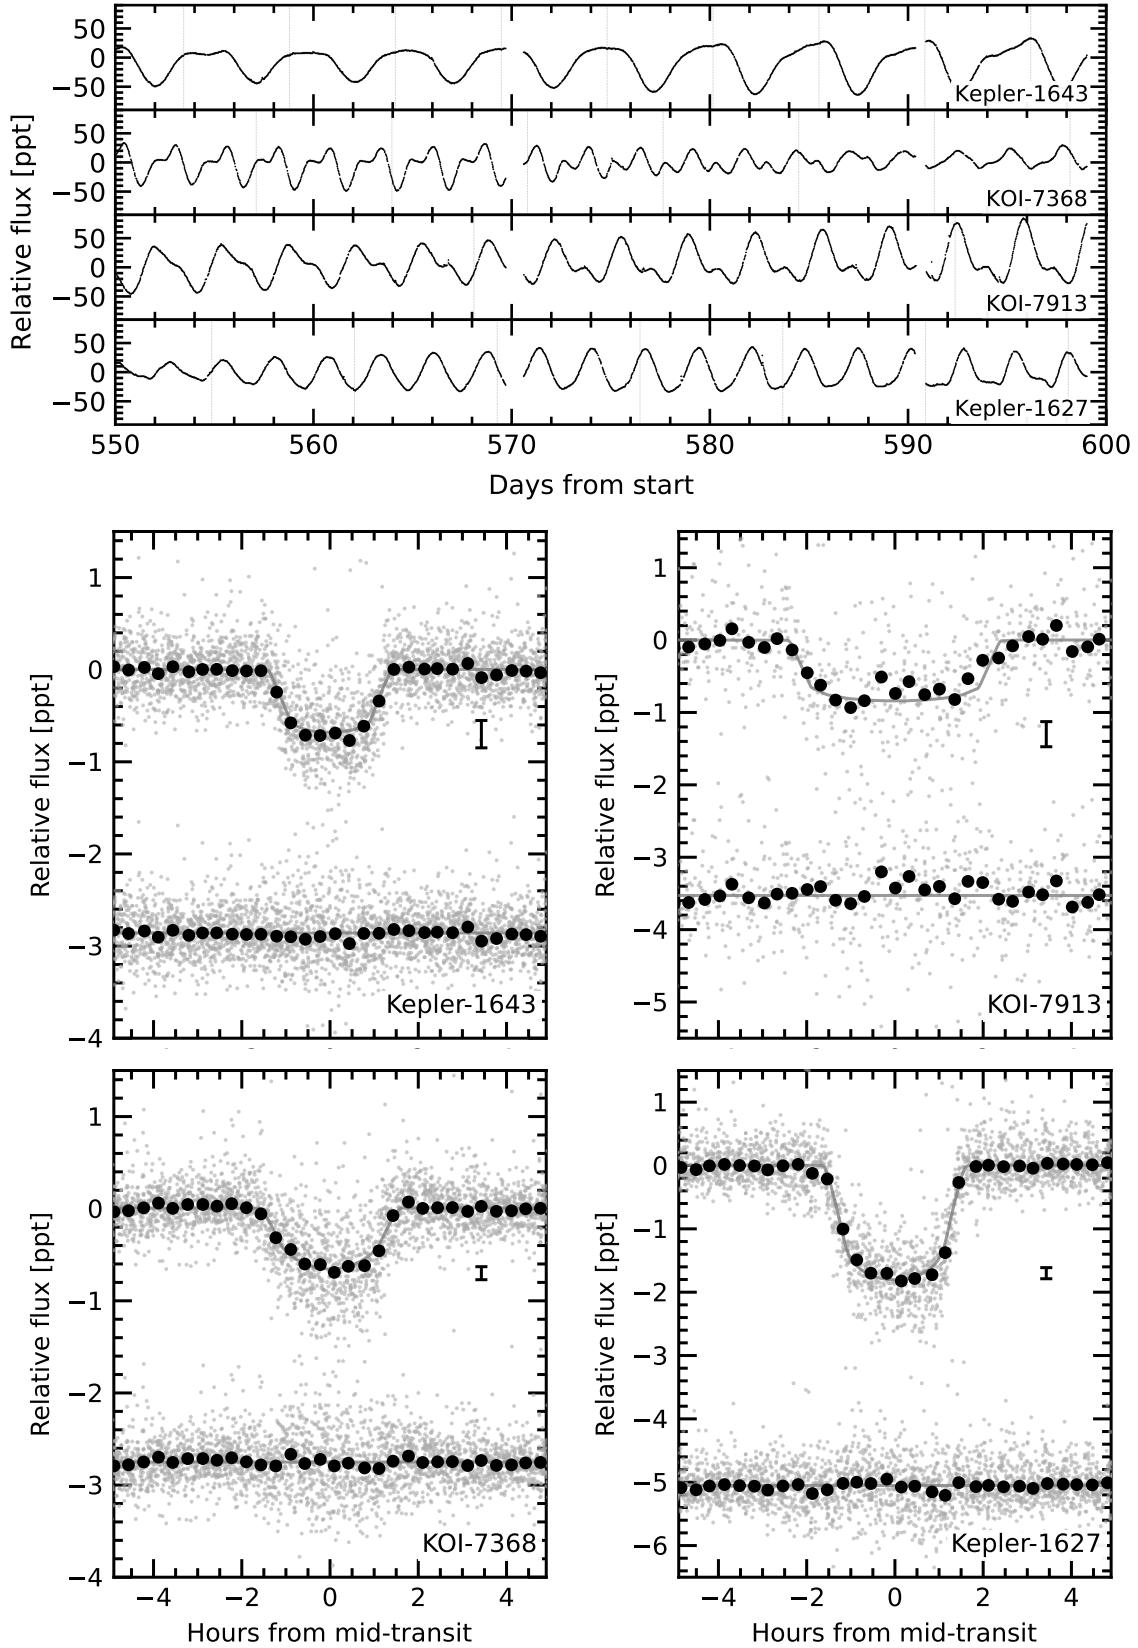 50
0
−50
Kepler-1643
50
0
−50
KOI-7368
50
0
−50
KOI-7913
50
0
−50
Kepler-1627
Relative flux [ppt]
550 560 570 580 590 600
Days from start
1
0
−1
−2
−3
−4
Relative flux [ppt]
Kepler-1643
1
0
−1
−2
−3
−4
−5
Relative flux [ppt]
KOI-7913
1
0
−1
−2
−3
−4
Relative flux [ppt]
KOI-7368
−4 −2 0 2 4
Hours from mid-transit
1
0
−1
−2
−3
−4
−5
−6
Relative flux [ppt]
Kepler-1627
−4 −2 0 2 4
Hours from mid-transit